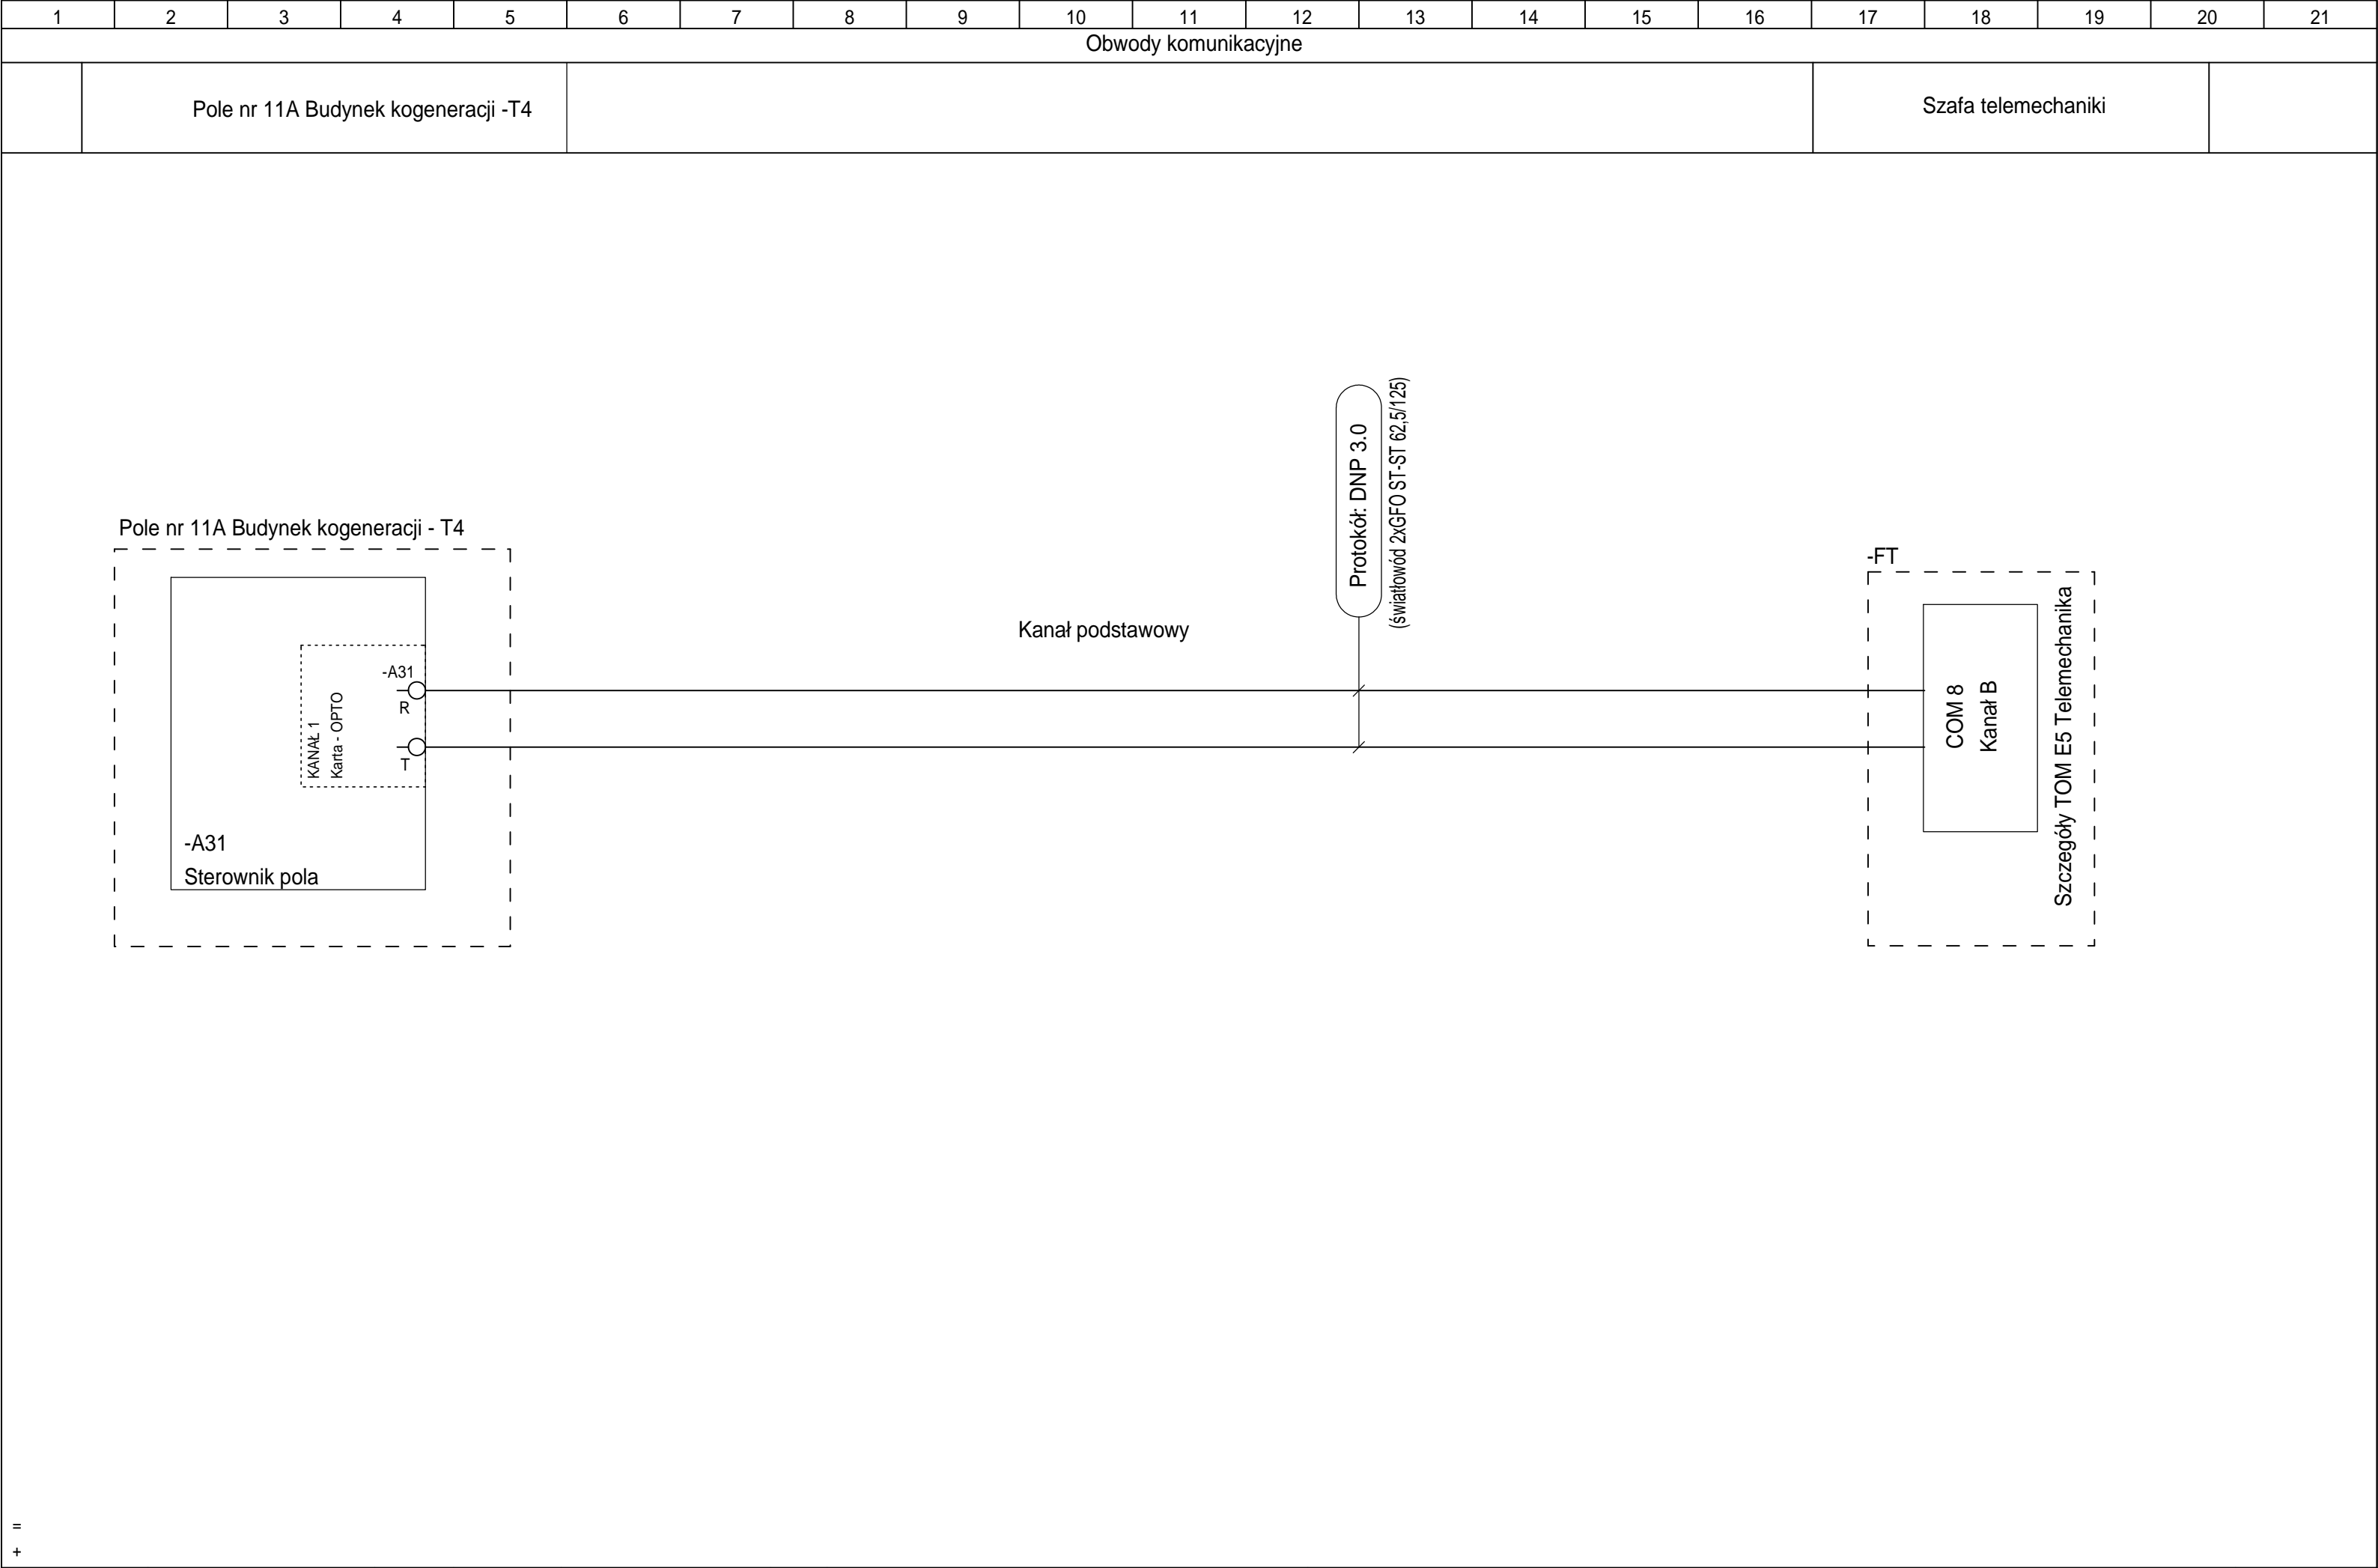 1 2 3 4 5 6 7 8 9 10 11 12 13 14 15 16 17 18 19 20 21
Obwody komunikacyjne
Pole nr 11A Budynek kogeneracji -T4
Szafa telemechaniki
Protokół: DNP 3.0
(światłowód 2xGFO ST-ST 62,5/125)
Pole nr 11A Budynek kogeneracji - T4
-FT
Kanał podstawowy
-A31
R
T
KANAŁ 1
Karta - OPTO
-A31
Sterownik pola
COM 8
Kanał B
Szczegóły TOM E5 Telemechanika
=
+